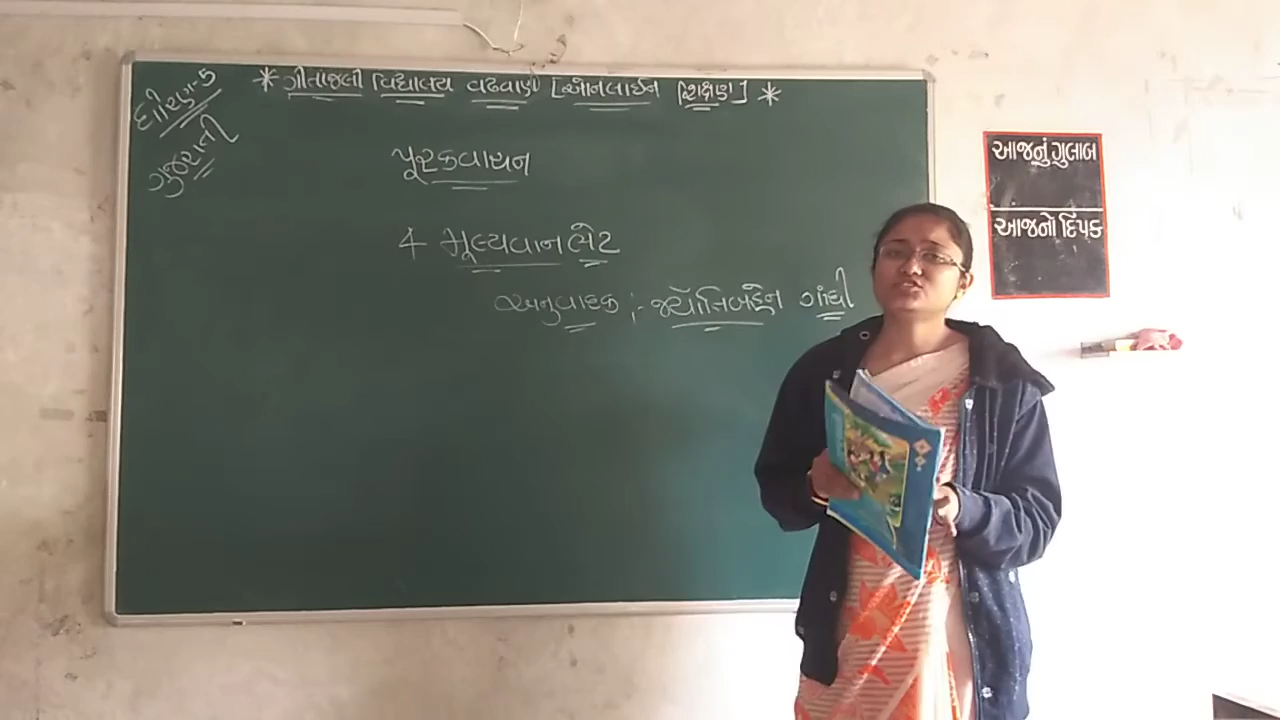 ધોરણ-5
ગુજરાતી
* ગીતાંજલી વિદ્યાલય વઢવાણ [ઓનલાઈન શિક્ષણ] *
પૂરકવાચન
4 મૂલ્યવાન ભેટ
અનુવાદક :- જ્યોતિબહેન ગાંધી
આજનું ગુલાબ
આજનો દિપક